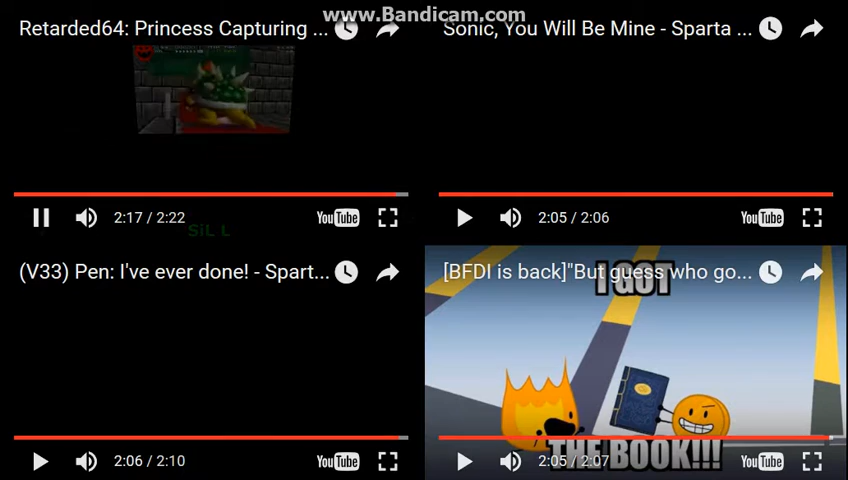 www.Bandicam.com
Retarded64: Princess Capturing ...
Sonic, You Will Be Mine - Sparta ...
2:17 / 2:22
YouTube
2:05 / 2:06
YouTube
SiL L
(V33) Pen: I've ever done! - Spart...
[BFDI is back]"But guess who go...
I GOT
THE BOOK!!!
2:06 / 2:10
YouTube
2:05 / 2:07
YouTube